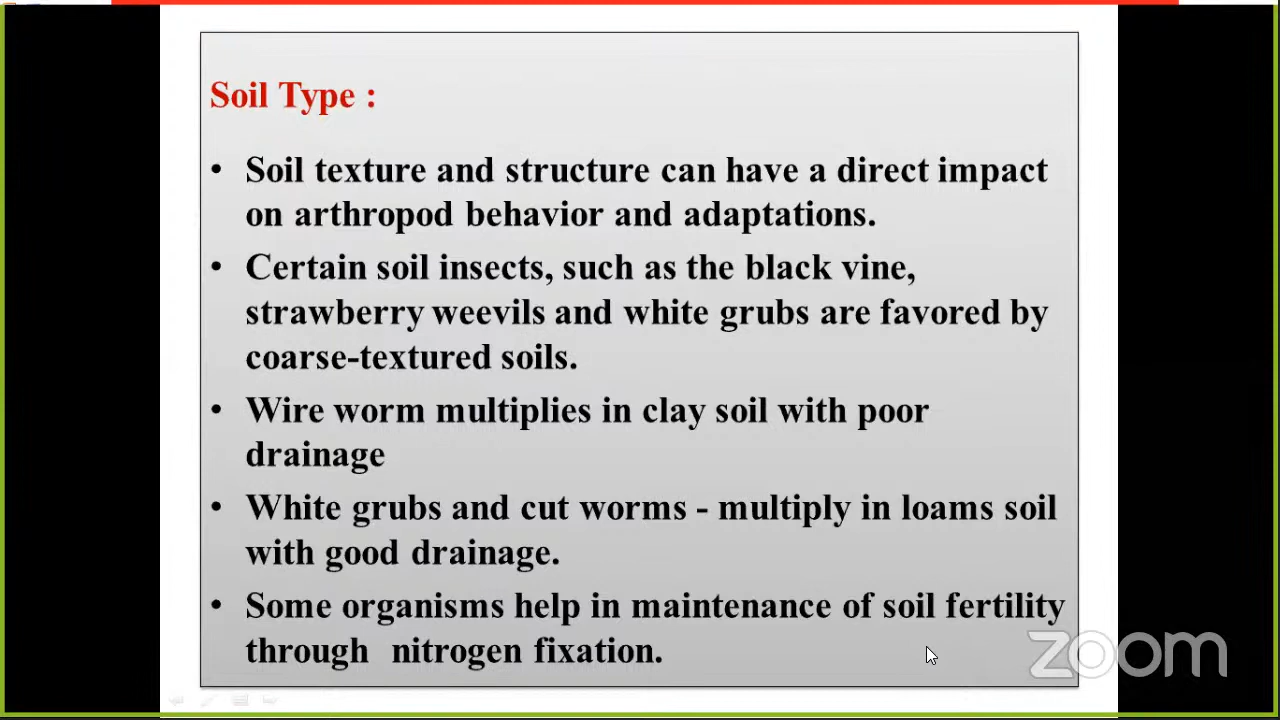 Soil Type :
• Soil texture and structure can have a direct impact
on arthropod behavior and adaptations.
• Certain soil insects, such as the black vine,
strawberry weevils and white grubs are favored by
coarse-textured soils.
• Wire worm multiplies in clay soil with poor
drainage
• White grubs and cut worms - multiply in loams soil
with good drainage.
• Some organisms help in maintenance of soil fertility
through nitrogen fixation.
zoom